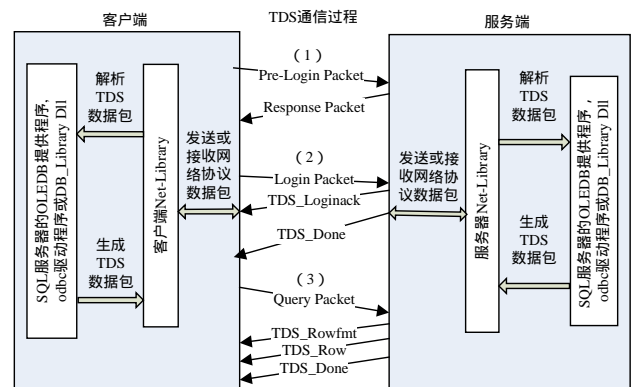 客户端
TDS通信过程
服务端
SQL服务器的OLEDB提供程序,
odbc驱动程序或DB_Library Dll
解析
TDS
数据包
生成
TDS
数据包
客户端Net-Library
发送或
接收网
络协议
数据包
（1）
Pre-Login Packet
Response Packet
（2）
Login Packet
TDS_Loginack
TDS_Done
（3）
Query Packet
TDS_Rowfmt
TDS_Row
TDS_Done
发送或接
收网络协
议数据包
服务器Net-Library
解析
TDS
数据包
生成
TDS
数据包
SQL服务器的OLEDB提供程序,
odbc驱动程序或DB_Library Dll